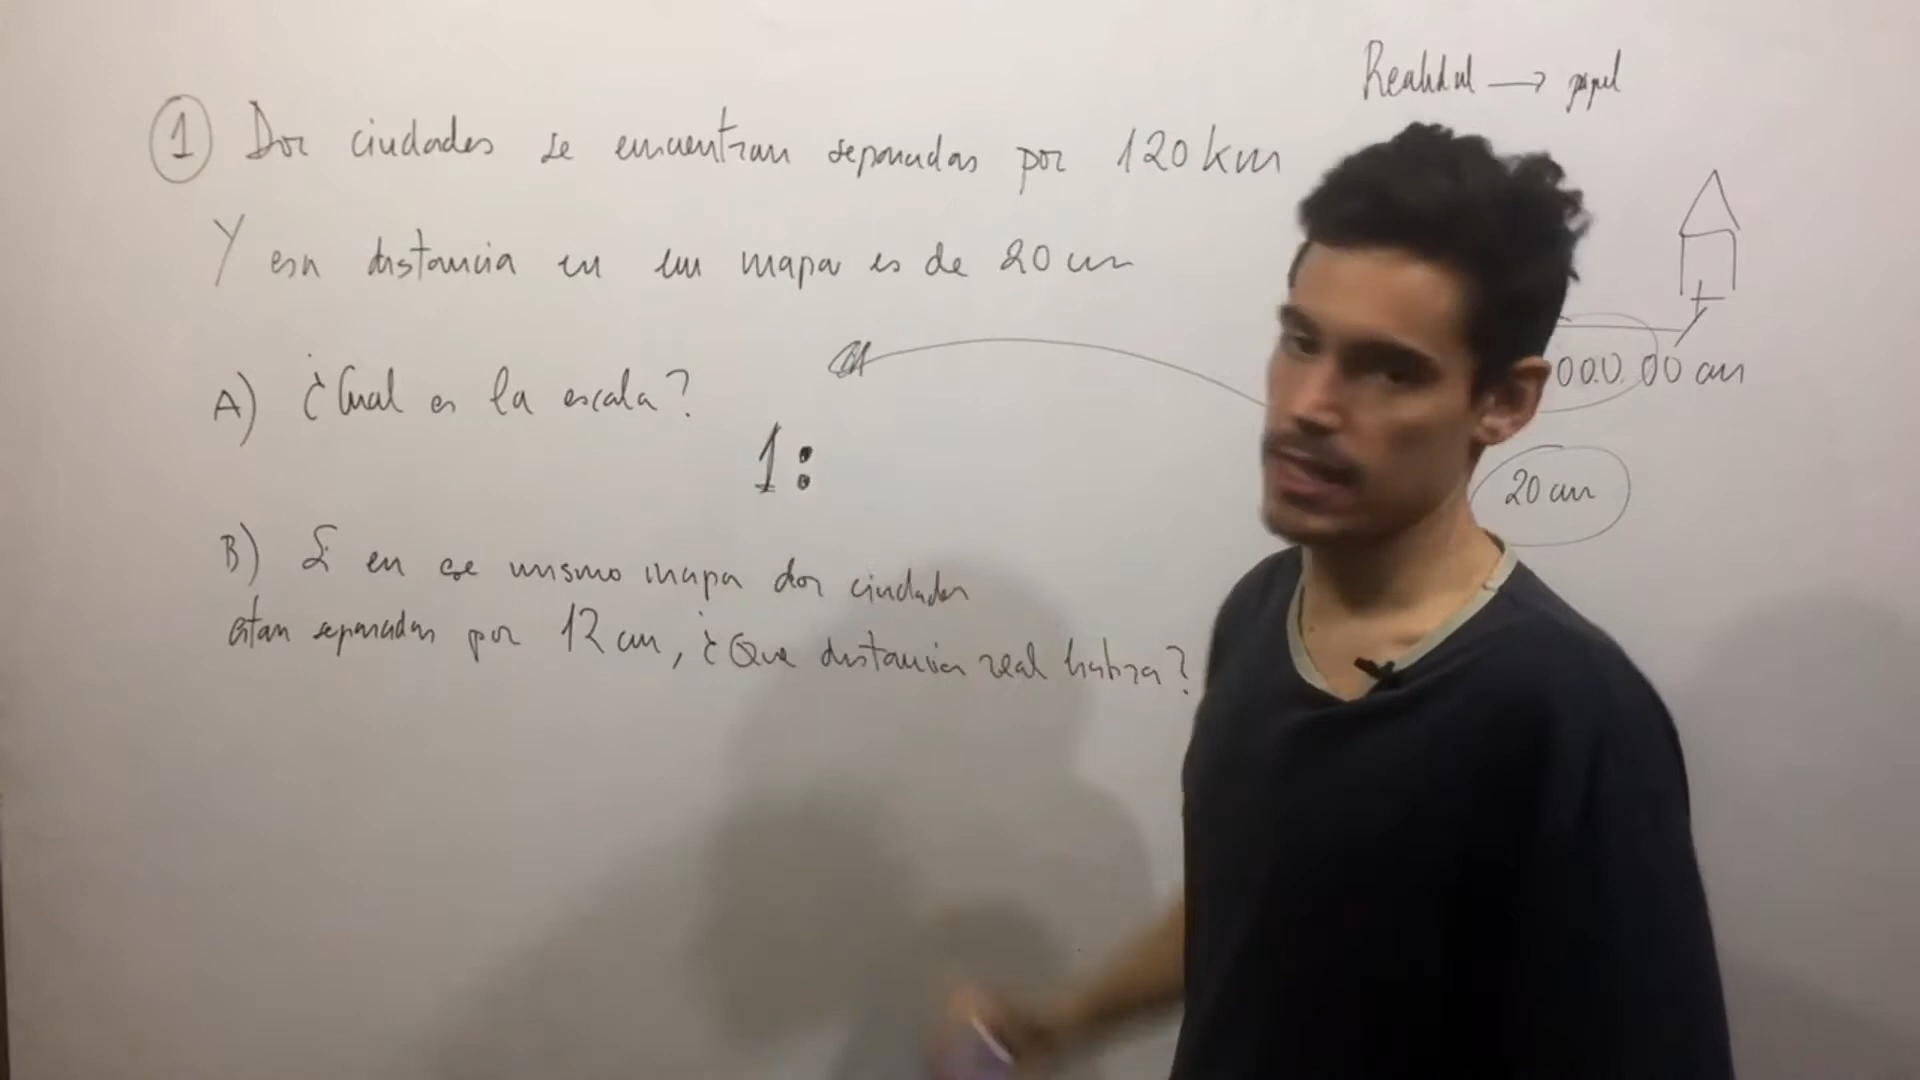 Realidad → papel
1 Dos ciudades se encuentran separadas por 120 km
Y esa distancia en un mapa es de 20 cm
A) ¿Cual es la escala?
000.00 cm
1:
20 cm
B) Si en ese mismo mapa dos ciudades
estan separadas por 12 cm, ¿Que distancia real habra?